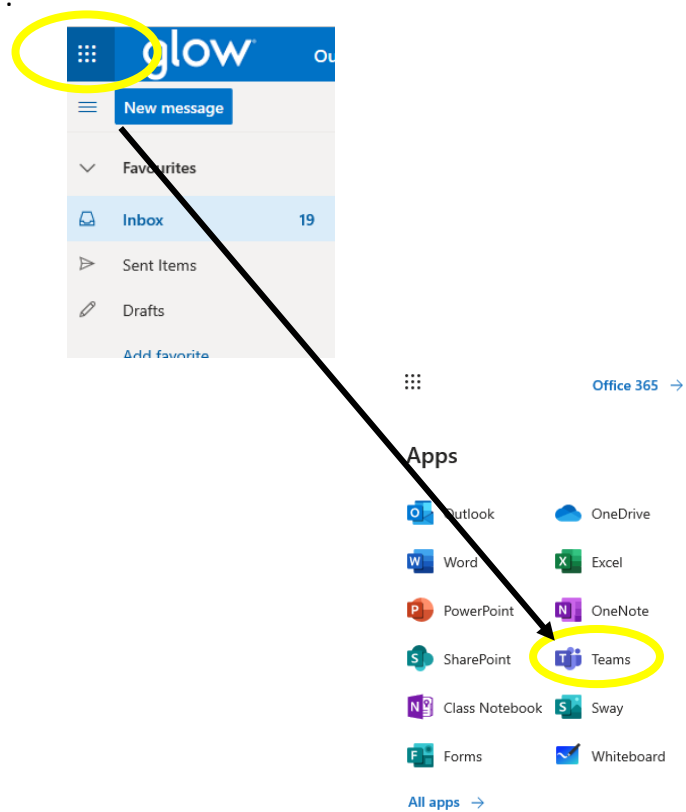 .
glow Ou
New message
Favourites
Inbox 19
Sent Items
Drafts
Add favorite
Office 365 →
Apps
Outlook OneDrive
Word Excel
PowerPoint OneNote
SharePoint Teams
Class Notebook Sway
Forms Whiteboard
All apps →